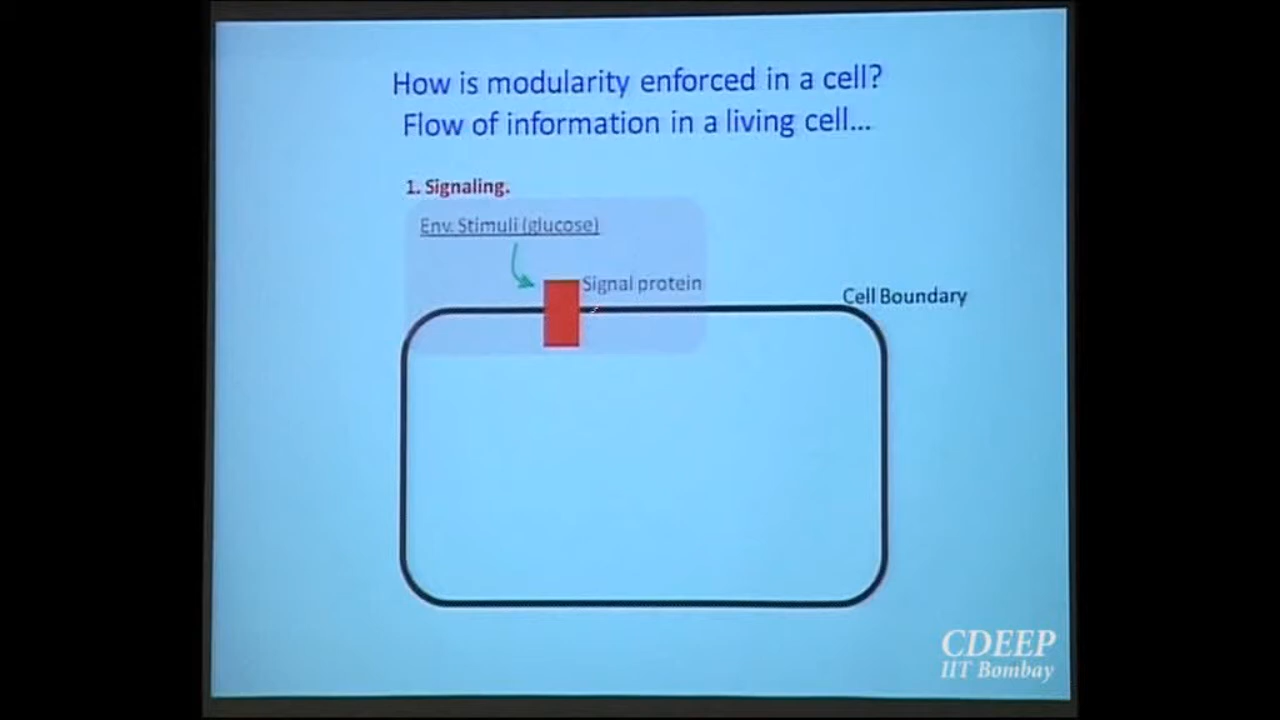 How is modularity enforced in a cell?
Flow of information in a living cell...
1. Signaling.
Env. Stimuli (glucose)
Signal protein
Cell Boundary
CDEEP
IIT Bombay